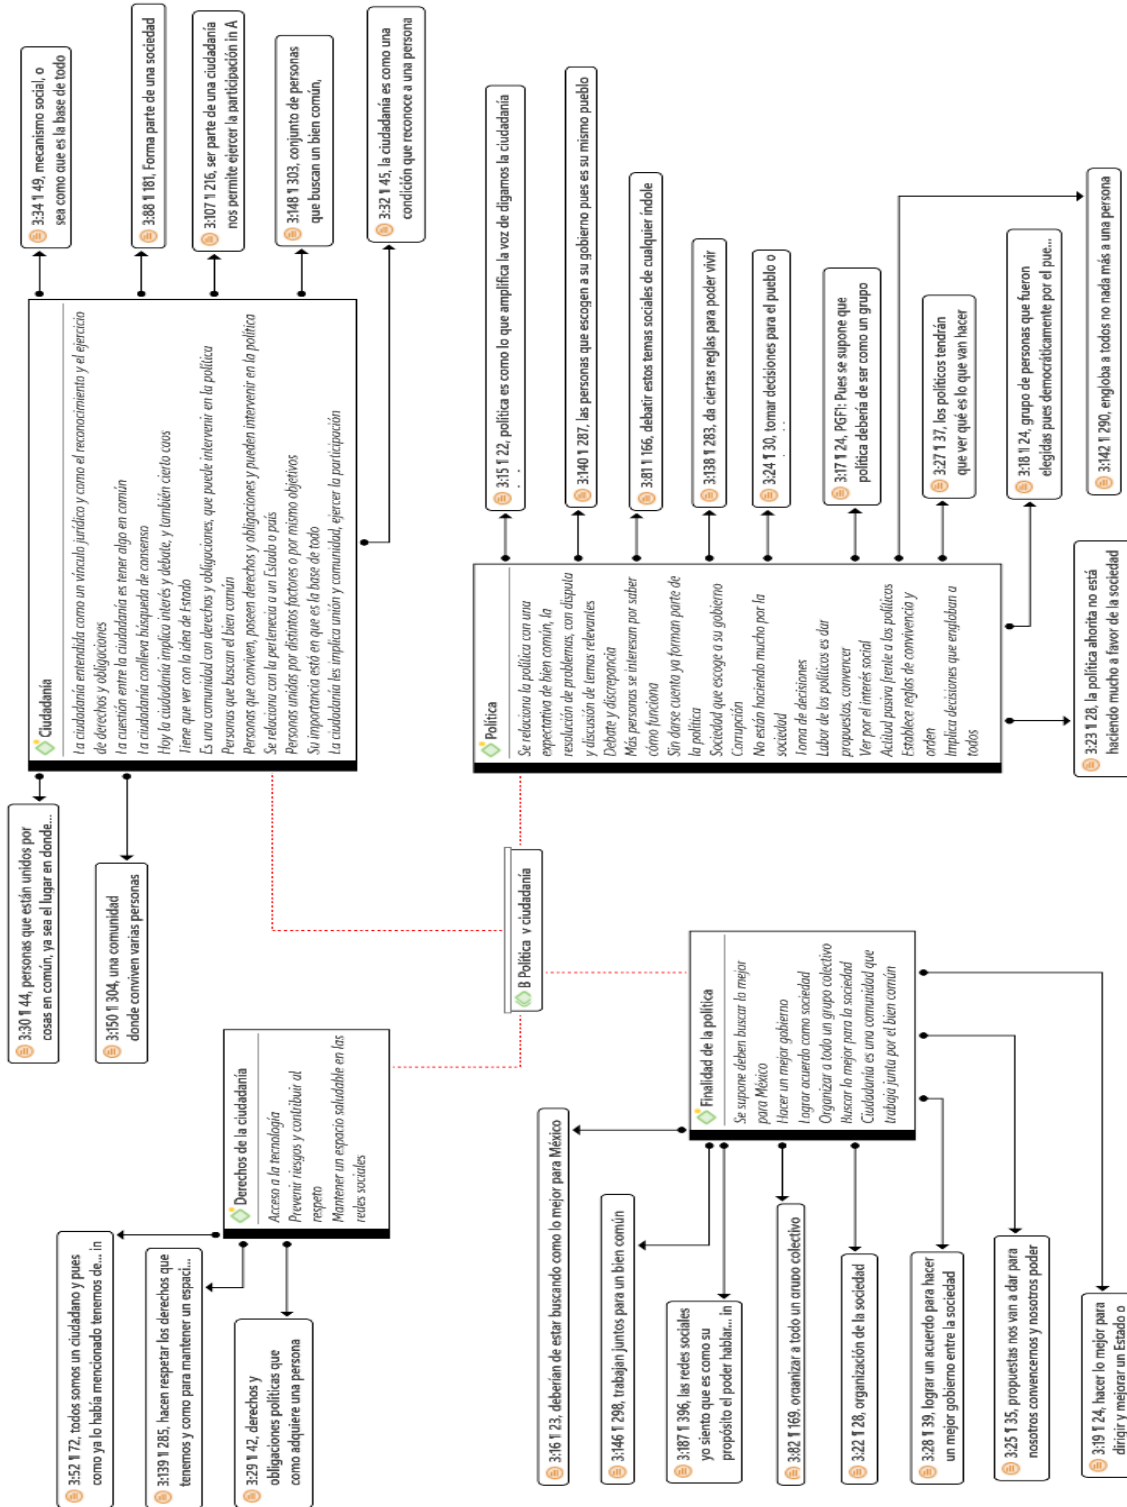 3:52 ¶ 72, todos somos un ciudadano y pues
como ya lo había mencionado tenemos de... in
3:139 ¶ 285, hacen respetar los derechos que
tenemos y como para mantener un espaci...
3:29 ¶ 42, derechos y
obligaciones políticas que
como adquiere una persona
Derechos de la ciudadanía
Acceso a la tecnología
Prevenir riesgos y contribuir al
respeto
Mantener un espacio saludable en las
redes sociales
3:30 ¶ 44, personas que están unidos por
cosas en común, ya sea el lugar en donde...
3:150 ¶ 304, una comunidad
donde conviven varias personas
Ciudadanía
La ciudadanía entendida como un vínculo jurídico y como el reconocimiento y el ejercicio
de derechos y obligaciones
La cuestión entre la ciudadanía es tener algo en común
La ciudadanía conlleva búsqueda de consenso
Hoy la ciudadanía implica interés y debate, y también cierto caos
Tiene que ver con la idea de Estado
Es una comunidad con derechos y obligaciones, que puede intervenir en la política
Personas que buscan el bien común
Personas que conviven, poseen derechos y obligaciones y pueden intervenir en la política
Se relaciona con la pertenecia a un Estado o país
Personas unidas por distintos factores o por mismo objetivos
Su importancia está en que es la base de todo
La ciudadanía les implica unión y comunidad, ejercer la participación
3:34 ¶ 49, mecanismo social, o
sea como que es la base de todo
3:88 ¶ 181, Forma parte de una sociedad
3:107 ¶ 216, ser parte de una ciudadanía
nos permite ejercer la participación in A
3:148 ¶ 303, conjunto de personas
que buscan un bien común,
3:32 ¶ 45, la ciudadanía es como una
condición que reconoce a una persona
B Política y ciudadanía
3:16 ¶ 23, deberían de estar buscando como lo mejor para México
3:146 ¶ 298, trabajan juntos para un bien común
3:187 ¶ 396, las redes sociales
yo siento que es como su
propósito el poder hablar... in
3:82 ¶ 169, organizar a todo un grupo colectivo
3:22 ¶ 28, organización de la sociedad
3:28 ¶ 39, lograr un acuerdo para hacer
un mejor gobierno entre la sociedad
3:25 ¶ 35, propuestas nos van a dar para
nosotros convencernos y nosotros poder
3:19 ¶ 24, hacer lo mejor para
dirigir y mejorar un Estado o
Finalidad de la política
Se supone deben buscar lo mejor
para México
Hacer un mejor gobierno
Lograr acuerdo como sociedad
Organizar a todo un grupo colectivo
Buscar lo mejor para la sociedad
Ciudadanía es una comunidad que
trabaja junta por el bien común
Política
Se relaciona la política con una
expectativa de bien común, la
resolución de problemas, con disputa
y discusión de temas relevantes
Debate y discrepancia
Más personas se interesan por saber
cómo funciona
Sin darse cuenta ya forman parte de
la política
Sociedad que escoge a su gobierno
Corrupción
No están haciendo mucho por la
sociedad
Toma de decisiones
Labor de los políticos es dar
propuestas, convencer
Ver por el interés social
Actitud pasiva frente a los políticos
Establece reglas de convivencia y
orden
Implica decisiones que engloban a
todos
3:15 ¶ 22, política es como lo que amplifica la voz de digamos la ciudadanía
3:140 ¶ 287, las personas que escogen a su gobierno pues es su mismo pueblo
3:81 ¶ 166, debatir estos temas sociales de cualquier índole
3:138 ¶ 283, da ciertas reglas para poder vivir
3:24 ¶ 30, tomar decisiones para el pueblo o
3:17 ¶ 24, PGF1: Pues se supone que
política debería de ser como un grupo
3:27 ¶ 37, los políticos tendrán
que ver qué es lo que van hacer
3:18 ¶ 24, grupo de personas que fueron
elegidas pues democráticamente por el pue...
3:142 ¶ 290, engloba a todos no nada más a una persona
3:23 ¶ 28, la política ahorita no está
haciendo mucho a favor de la sociedad